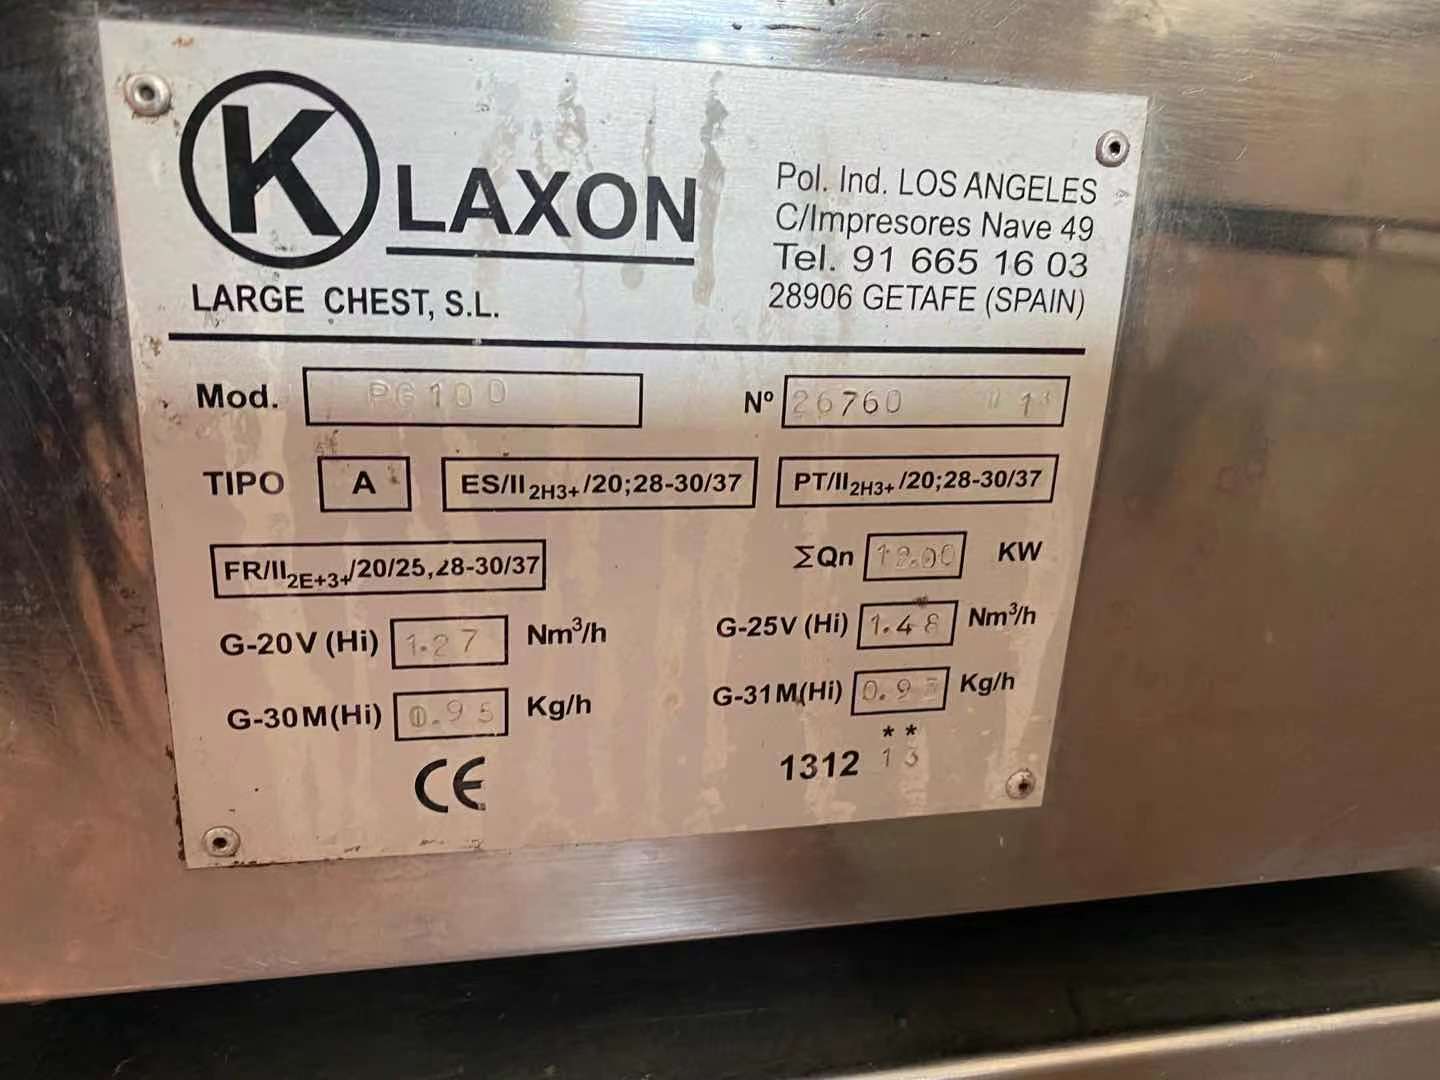 KLAXON
LARGE CHEST, S.L.
Pol. Ind. LOS ANGELES
C/Impresores Nave 49
Tel. 91 665 16 03
28906 GETAFE (SPAIN)
Mod. PG100
Nº 26760
TIPO A ES/II2H3+/20;28-30/37 PT/II2H3+/20;28-30/37
FR/II2E+3+/20/25,28-30/37 ΣQn 12.00 KW
G-20V (Hi) 1.27 Nm³/h G-25V (Hi) 1.48 Nm³/h
G-30M(Hi) 0.95 Kg/h G-31M(Hi) Kg/h
**
CE 1312 13